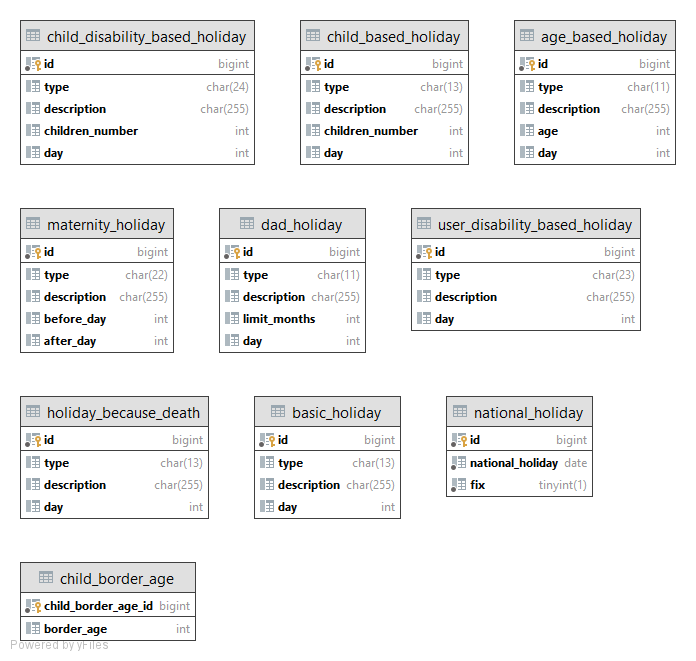 child_disability_based_holiday
id bigint
type char(24)
description char(255)
children_number int
day int
child_based_holiday
id bigint
type char(13)
description char(255)
children_number int
day int
age_based_holiday
id bigint
type char(11)
description char(255)
age int
day int
maternity_holiday
id bigint
type char(22)
description char(255)
before_day int
after_day int
dad_holiday
id bigint
type char(11)
description char(255)
limit_months int
day int
user_disability_based_holiday
id bigint
type char(23)
description char(255)
day int
holiday_because_death
id bigint
type char(13)
description char(255)
day int
basic_holiday
id bigint
type char(13)
description char(255)
day int
national_holiday
id bigint
national_holiday date
fix tinyint(1)
child_border_age
child_border_age_id bigint
border_age int
Powered by yFiles